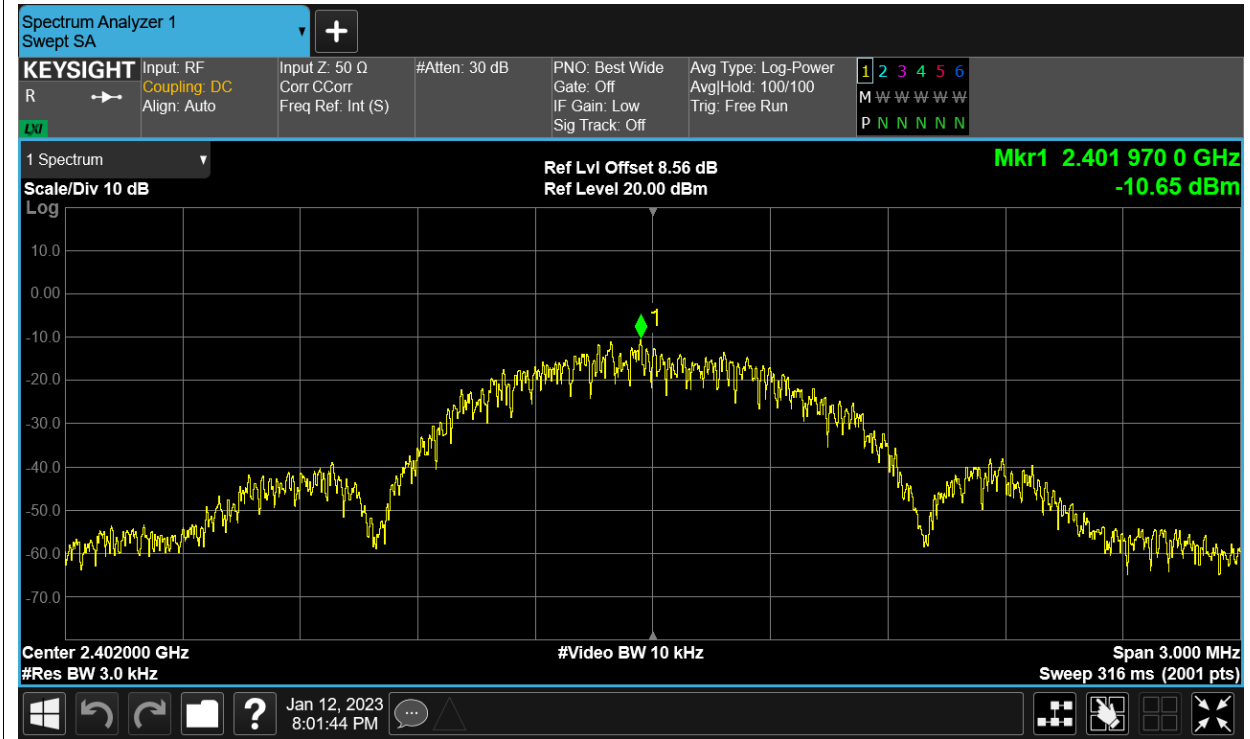 Spectrum Analyzer 1
Swept SA
KEYSIGHT
R
LXI
Input: RF
Coupling: DC
Align: Auto
Input Z: 50 Ω
Corr CCorr
Freq Ref: Int (S)
#Atten: 30 dB
PNO: Best Wide
Gate: Off
IF Gain: Low
Sig Track: Off
Avg Type: Log-Power
Avg|Hold: 100/100
Trig: Free Run
1 2 3 4 5 6
M W W W W W
P N N N N N
1 Spectrum
Scale/Div 10 dB
Log
Ref Lvl Offset 8.56 dB
Ref Level 20.00 dBm
Mkr1 2.401 970 0 GHz
-10.65 dBm
10.0
0.00
-10.0
-20.0
-30.0
-40.0
-50.0
-60.0
-70.0
1
Center 2.402000 GHz
#Res BW 3.0 kHz
#Video BW 10 kHz
Span 3.000 MHz
Sweep 316 ms (2001 pts)
?
Jan 12, 2023
8:01:44 PM